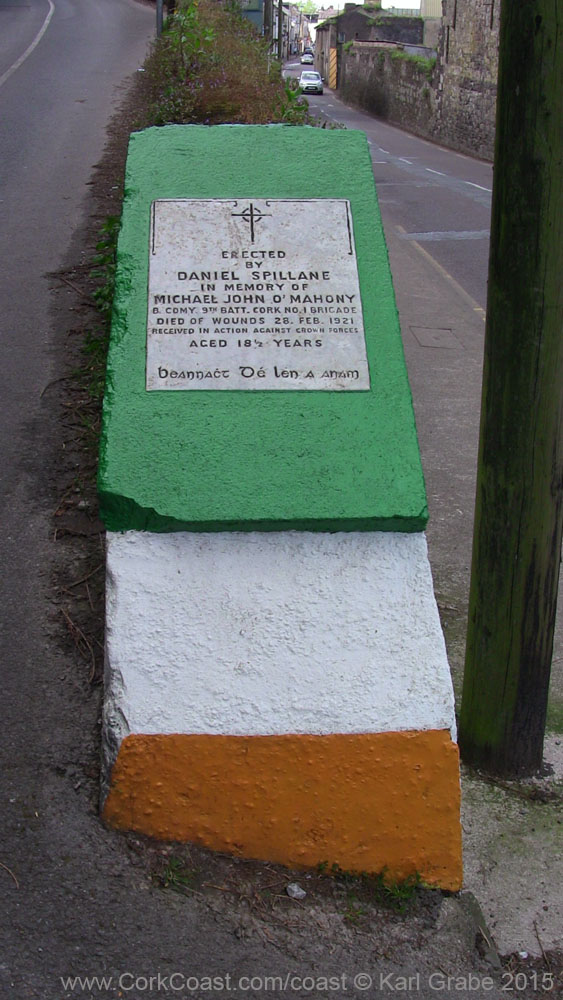 ERECTED
BY
DANIEL SPILLANE
IN MEMORY OF
MICHAEL JOHN O'MAHONY
B. COMY. 9TH BATT. CORK NO. 1 BRIGADE
DIED OF WOUNDS 28. FEB. 1921
RECEIVED IN ACTION AGAINST CROWN FORCES
AGED 18½ YEARS
beannaċt Dé lén a anam
www.CorkCoast.com/coast © Karl Grabe 2015